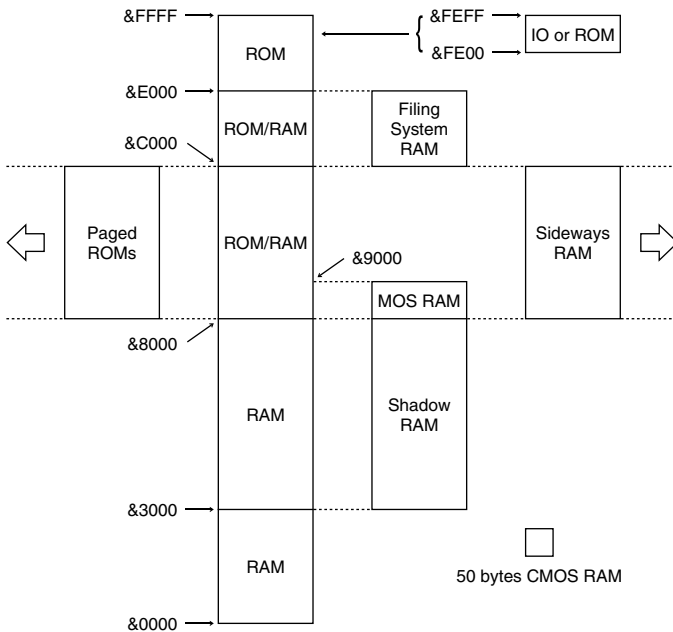 &FFFF
&FEFF
IO or ROM
ROM
&FE00
&E000
Filing
System
RAM
ROM/RAM
&C000
Paged
ROMs
ROM/RAM
Sideways
RAM
&9000
MOS RAM
&8000
RAM
Shadow
RAM
&3000
RAM
50 bytes CMOS RAM
&0000